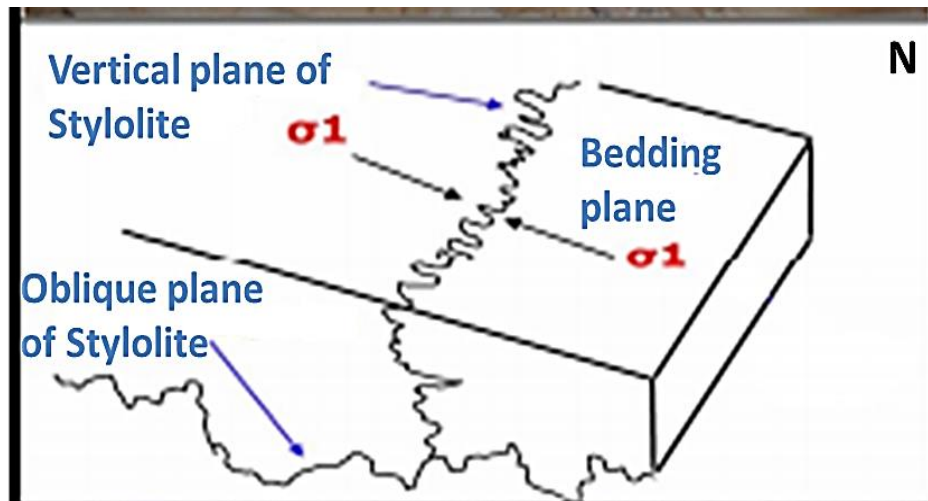 Vertical plane of
Stylolite
N
σ1
Bedding
plane
σ1
Oblique plane
of Stylolite